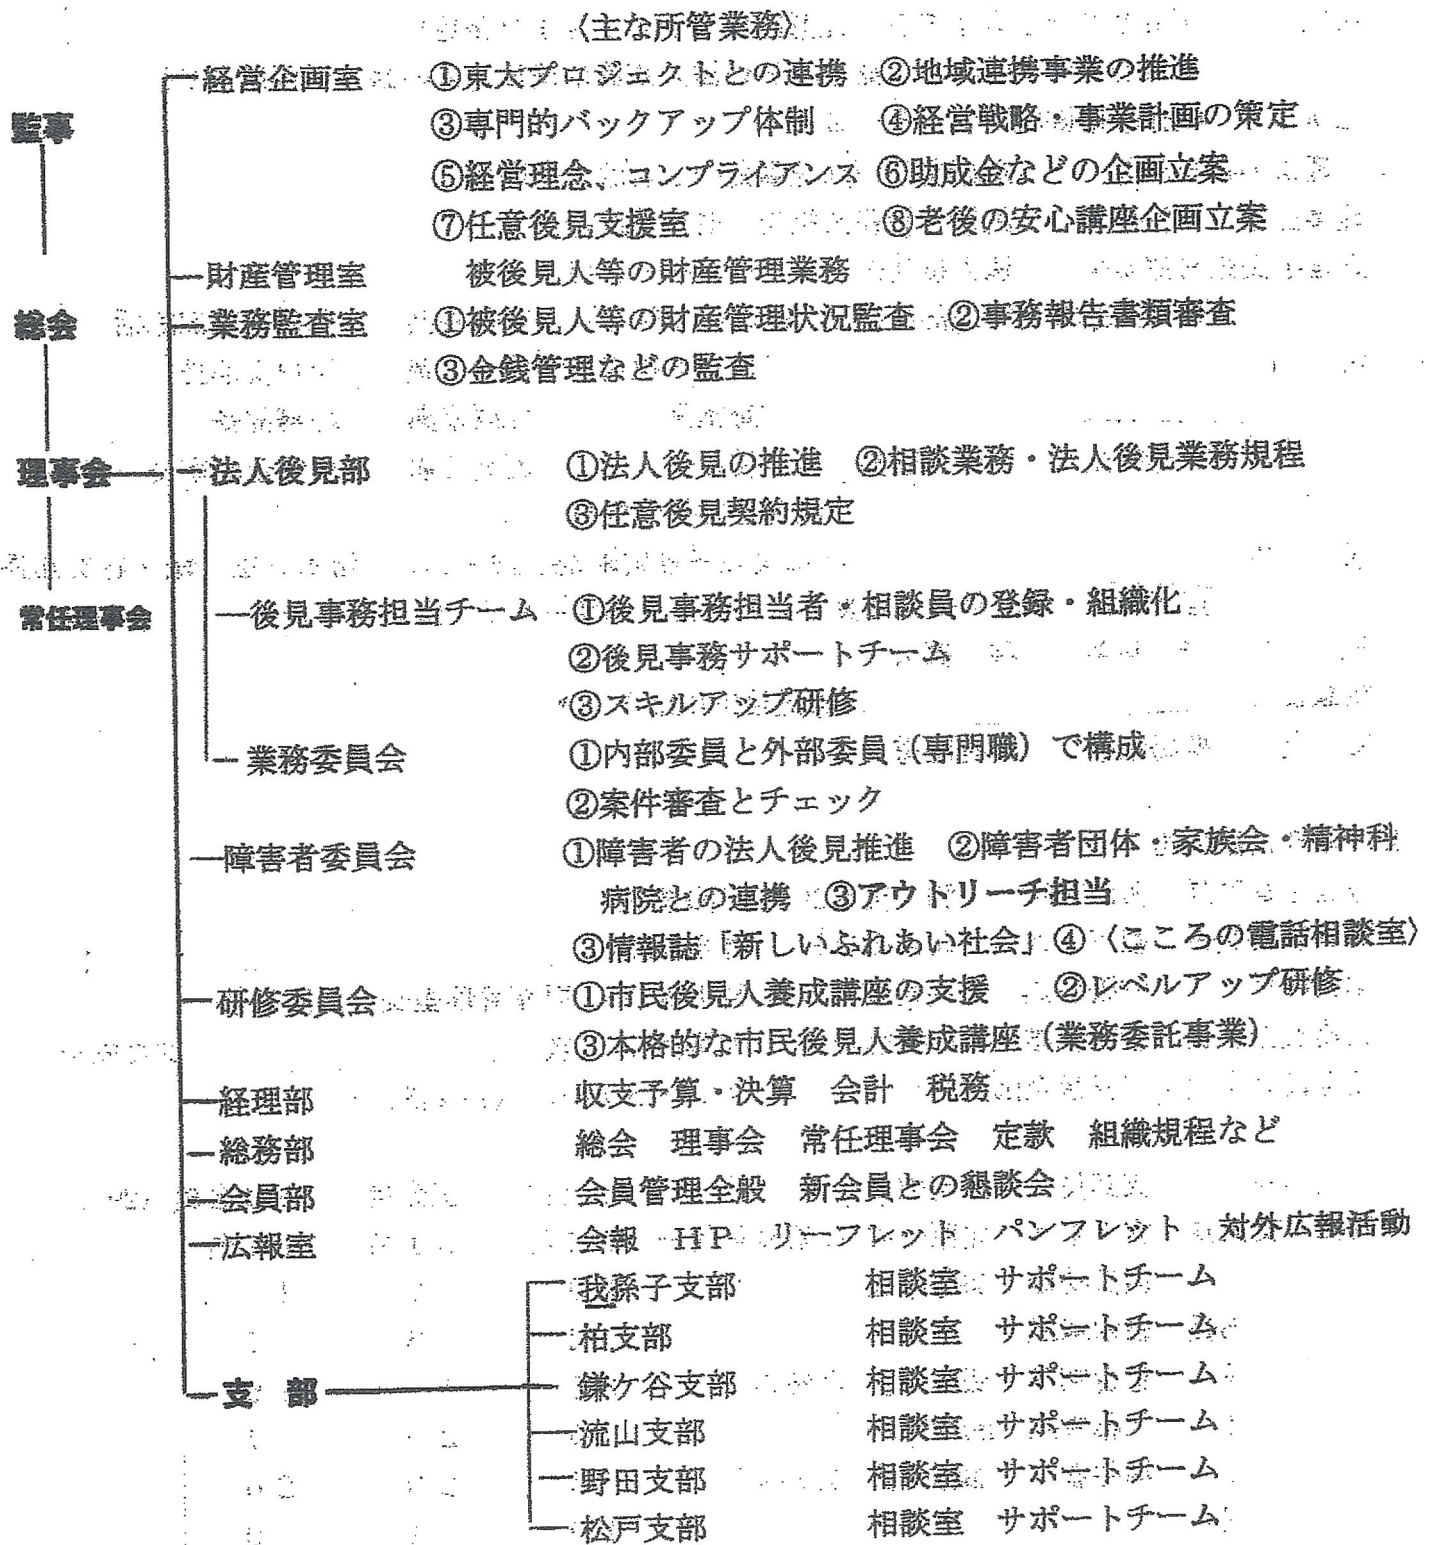 〈主な所管業務〉
経営企画室 ①東大プロジェクトとの連携 ②地域連携事業の推進
監事 ③専門的バックアップ体制 ④経営戦略・事業計画の策定
⑤経営理念、コンプライアンス ⑥助成金などの企画立案
⑦任意後見支援室 ⑧老後の安心講座企画立案
財産管理室 被後見人等の財産管理業務
総会 業務監査室 ①被後見人等の財産管理状況監査 ②事務報告書類審査
③金銭管理などの監査
理事会 法人後見部 ①法人後見の推進 ②相談業務・法人後見業務規程
③任意後見契約規定
常任理事会 後見事務担当チーム ①後見事務担当者・相談員の登録・組織化
②後見事務サポートチーム
③スキルアップ研修
業務委員会 ①内部委員と外部委員（専門職）で構成
②案件審査とチェック
障害者委員会 ①障害者の法人後見推進 ②障害者団体・家族会・精神科
病院との連携 ③アウトリーチ担当
③情報誌「新しいふれあい社会」④〈こころの電話相談室〉
研修委員会 ①市民後見人養成講座の支援 ②レベルアップ研修
③本格的な市民後見人養成講座（業務委託事業）
経理部 収支予算・決算 会計 税務
総務部 総会 理事会 常任理事会 定款 組織規程など
会員部 会員管理全般 新会員との懇談会
広報室 会報 HP リーフレット パンフレット 対外広報活動
我孫子支部 相談室 サポートチーム
柏支部 相談室 サポートチーム
支 部 鎌ケ谷支部 相談室 サポートチーム
流山支部 相談室 サポートチーム
野田支部 相談室 サポートチーム
松戸支部 相談室 サポートチーム